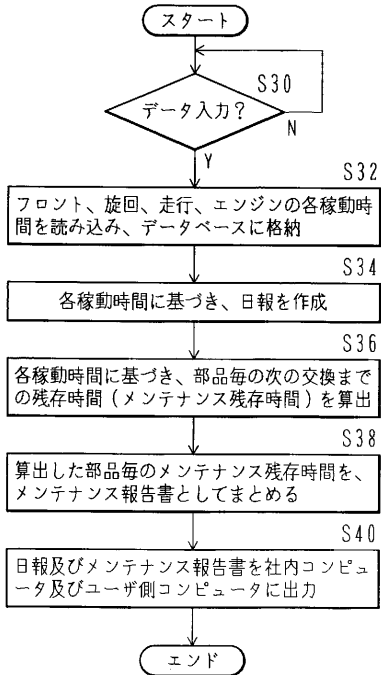 スタート
S30
データ入力?
N
Y
S32
フロント、旋回、走行、エンジンの各稼動時
間を読み込み、データベースに格納
S34
各稼動時間に基づき、日報を作成
S36
各稼動時間に基づき、部品毎の次の交換まで
の残存時間(メンテナンス残存時間)を算出
S38
算出した部品毎のメンテナンス残存時間を、
メンテナンス報告書としてまとめる
S40
日報及びメンテナンス報告書を社内コンピュ
ータ及びユーザ側コンピュータに出力
エンド